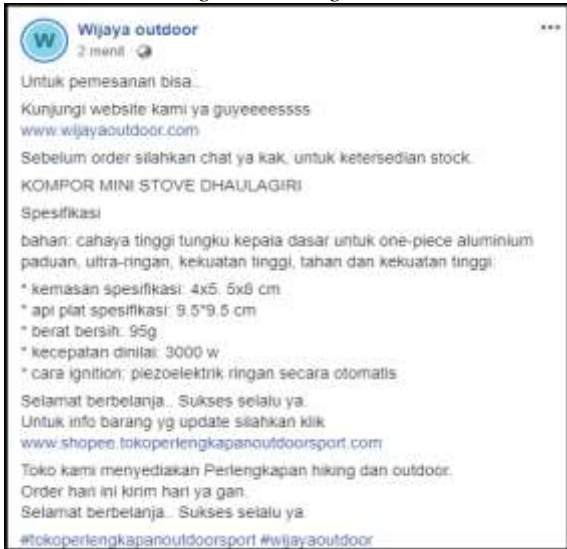 W
Wijaya outdoor
2 menit
Untuk pemesanan bisa..
Kunjungi website kami ya guyeeeessss
www.wijayaoutdoor.com
Sebelum order silahkan chat ya kak, untuk ketersedian stock.
KOMPOR MINI STOVE DHAULAGIRI
Spesifikasi
bahan: cahaya tinggi tungku kepala dasar untuk one-piece aluminium
paduan, ultra-ringan, kekuatan tinggi, tahan dan kekuatan tinggi.
* kemasan spesifikasi: 4x5. 5x8 cm
* api plat spesifikasi: 9.5*9.5 cm
* berat bersih: 95g
* kecepatan dinilai: 3000 w
* cara ignition: piezoelektrik ringan secara otomatis
Selamat berbelanja... Sukses selalu ya.
Untuk info barang yg update silahkan klik
www.shopee.tokoperlengkapanoutdoorsport.com
Toko kami menyediakan Perlengkapan hiking dan outdoor.
Order hari ini kirim hari ya gan.
Selamat berbelanja... Sukses selalu ya.
#tokoperlengkapanoutdoorsport #wijayaoutdoor